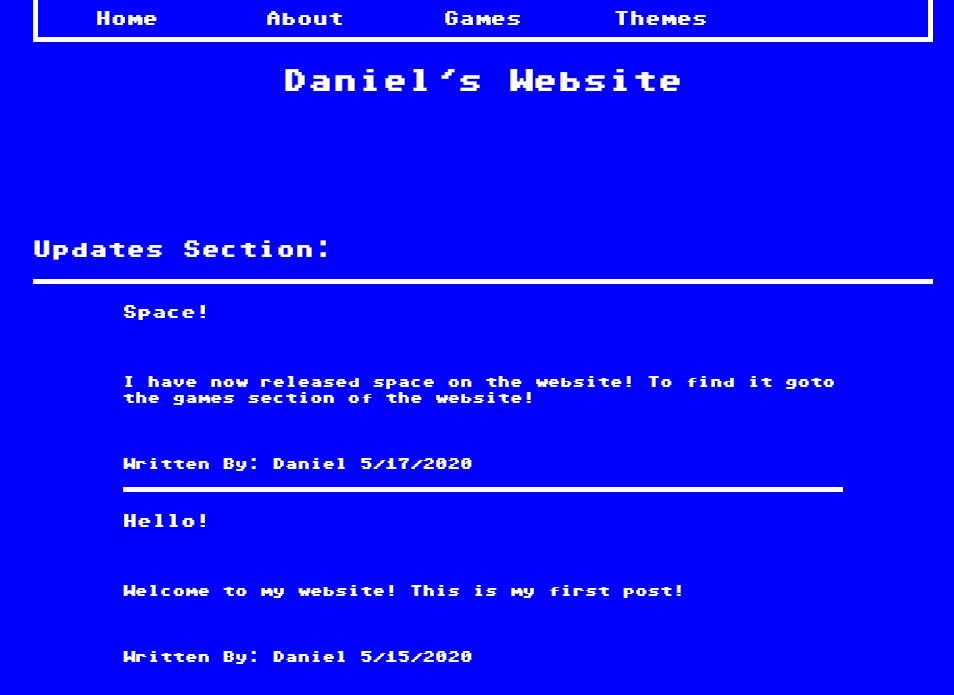 Home About Games Themes
Daniel's Website
Updates Section:
Space!
I have now released space on the website! To find it goto
the games section of the website!
Written By: Daniel 5/17/2020
Hello!
Welcome to my website! This is my first post!
Written By: Daniel 5/15/2020